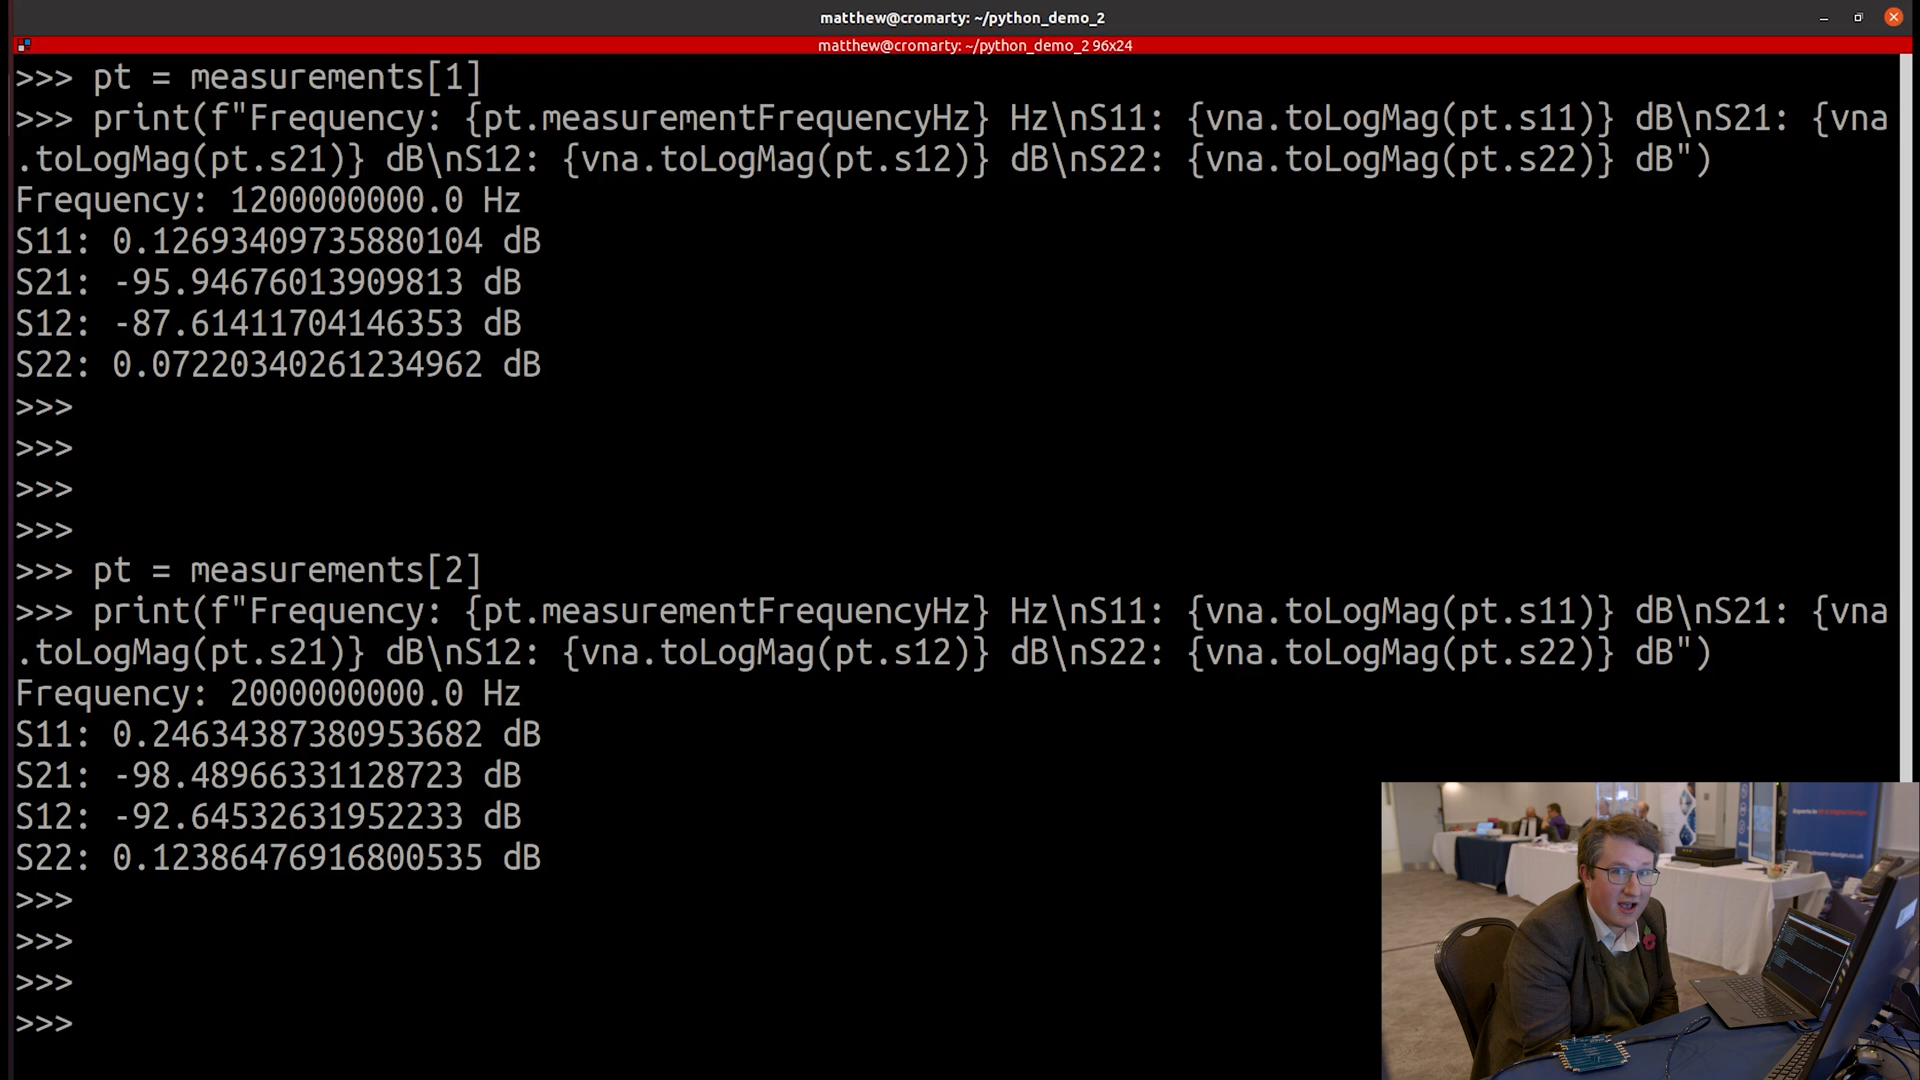 matthew@cromarty: ~/python_demo_2
matthew@cromarty: ~/python_demo_2 96x24
>>> pt = measurements[1]
>>> print(f"Frequency: {pt.measurementFrequencyHz} Hz\nS11: {vna.toLogMag(pt.s11)} dB\nS21: {vna
.toLogMag(pt.s21)} dB\nS12: {vna.toLogMag(pt.s12)} dB\nS22: {vna.toLogMag(pt.s22)} dB")
Frequency: 1200000000.0 Hz
S11: 0.12693409735880104 dB
S21: -95.94676013909813 dB
S12: -87.61411704146353 dB
S22: 0.07220340261234962 dB
>>>
>>>
>>>
>>>
>>> pt = measurements[2]
>>> print(f"Frequency: {pt.measurementFrequencyHz} Hz\nS11: {vna.toLogMag(pt.s11)} dB\nS21: {vna
.toLogMag(pt.s21)} dB\nS12: {vna.toLogMag(pt.s12)} dB\nS22: {vna.toLogMag(pt.s22)} dB")
Frequency: 2000000000.0 Hz
S11: 0.24634387380953682 dB
S21: -98.48966331128723 dB
S12: -92.64532631952233 dB
S22: 0.12386476916800535 dB
>>>
>>>
>>>
>>>
Experts in